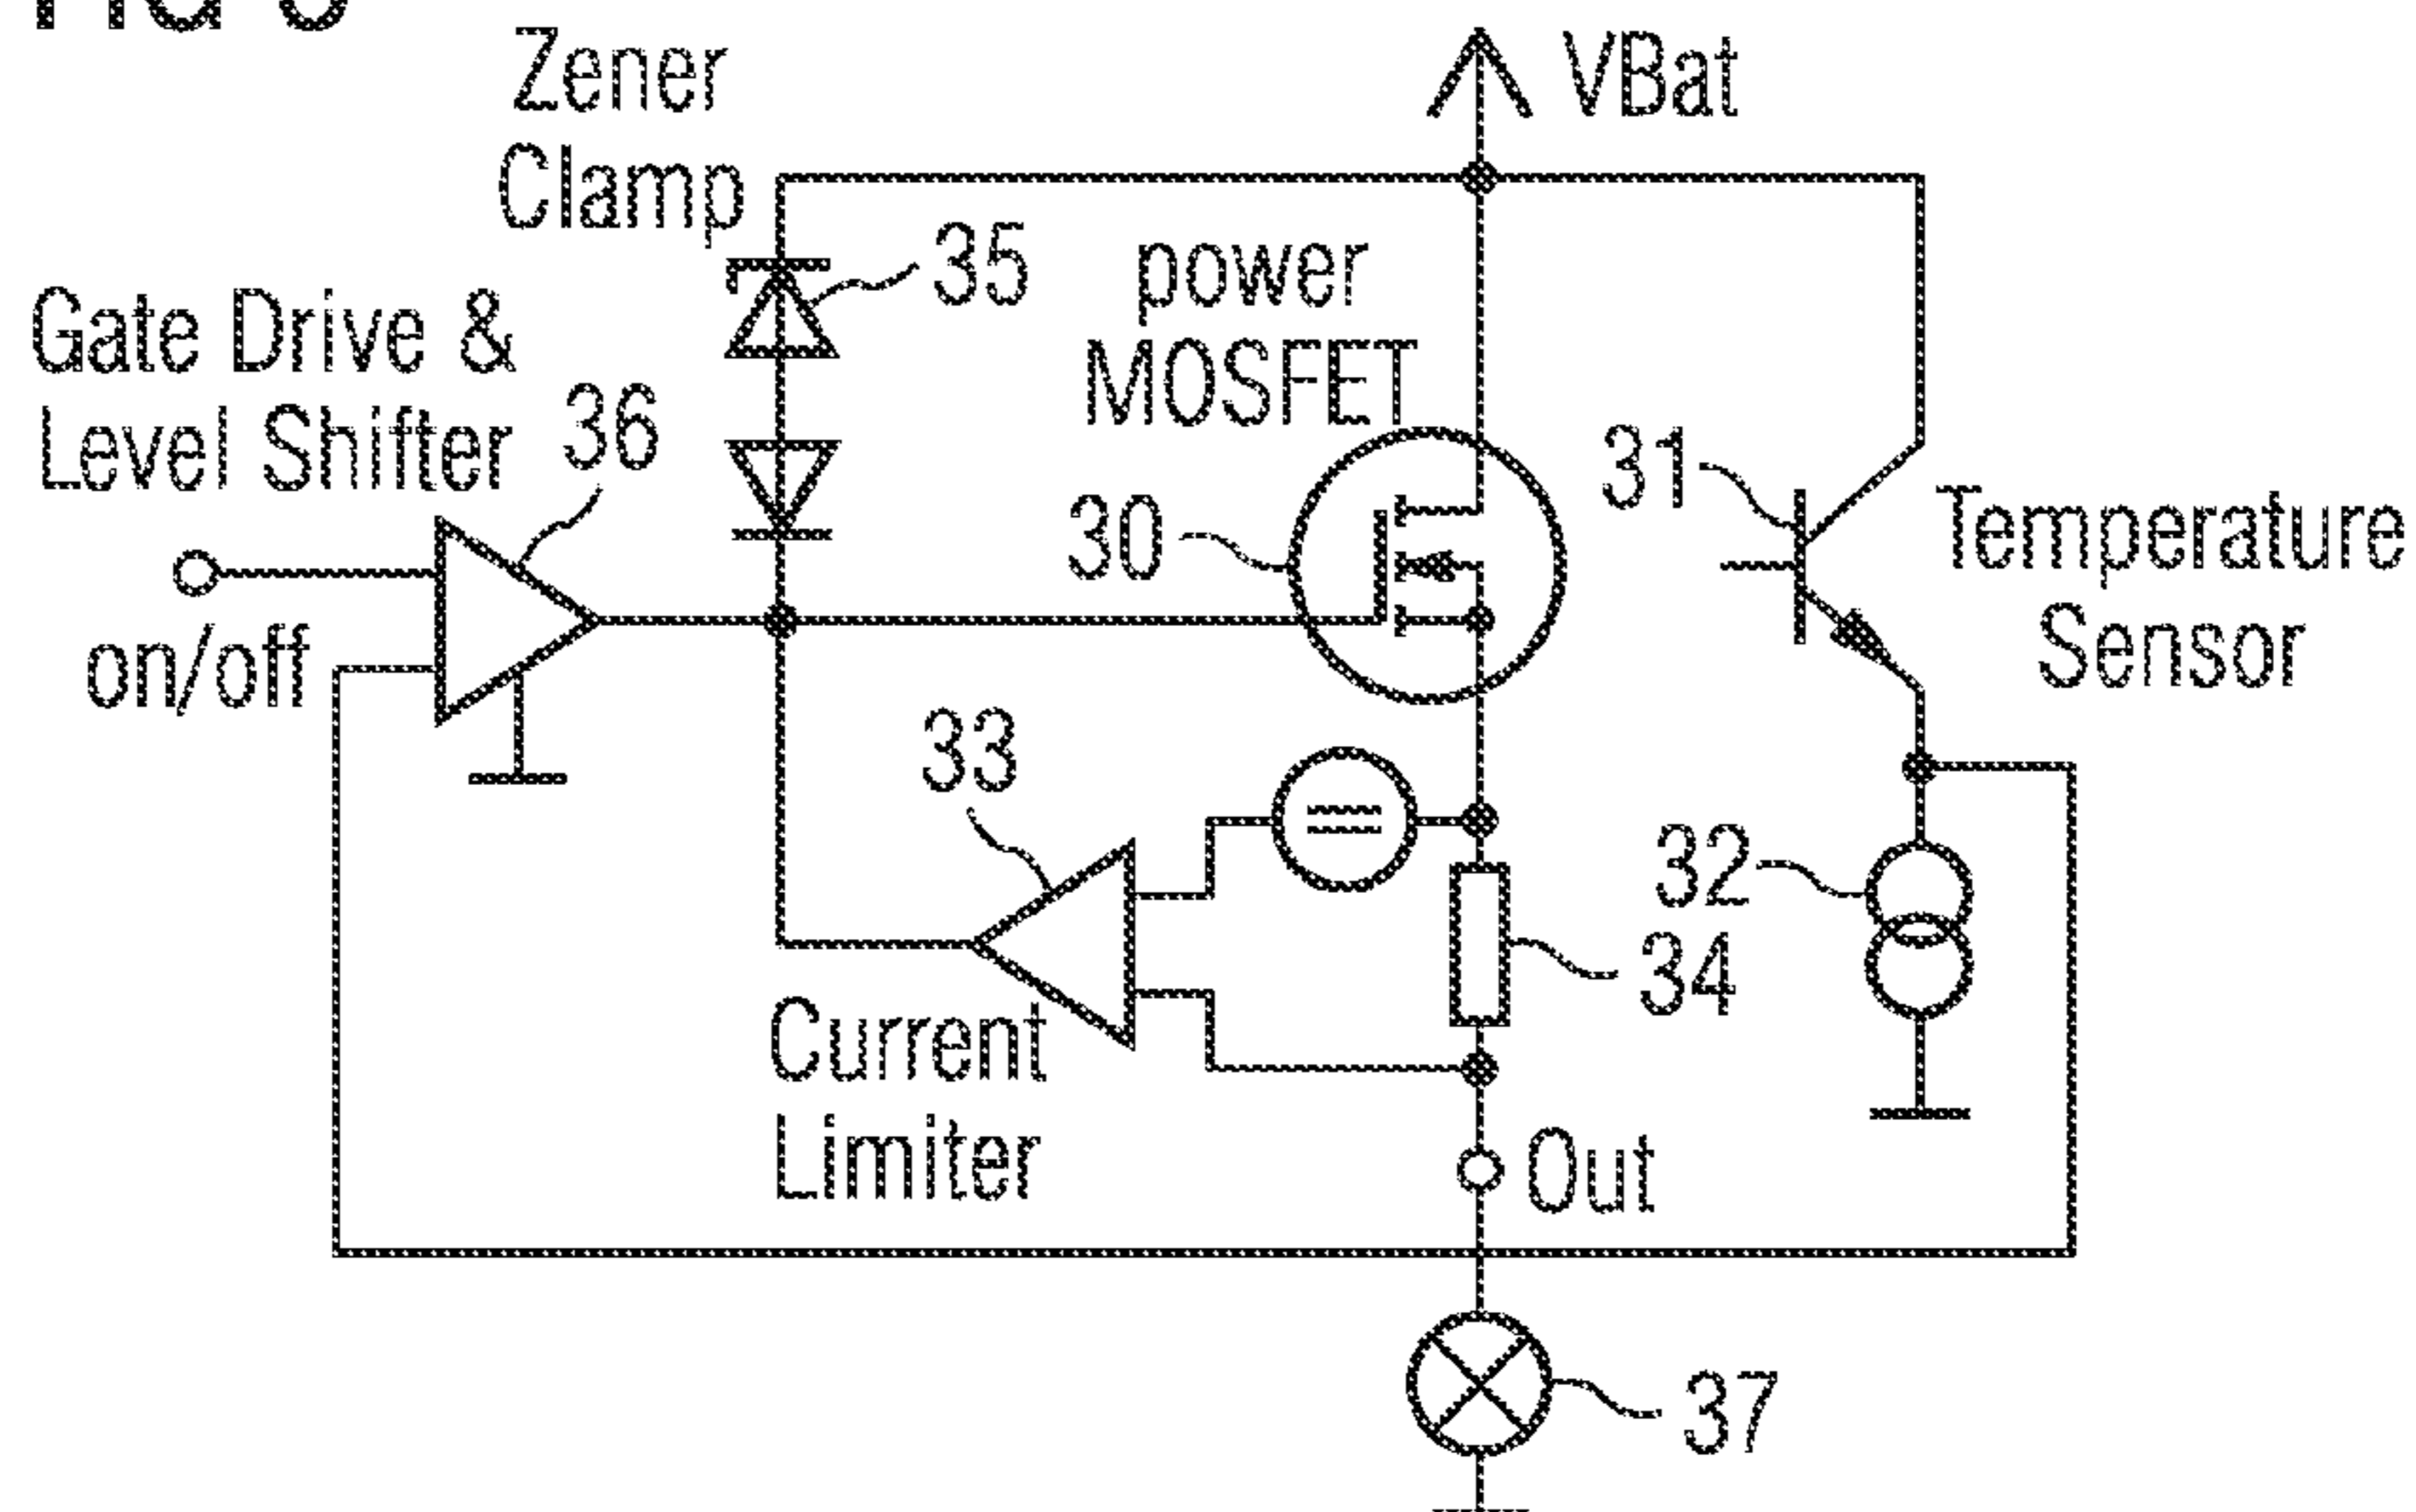 Zener
Clamp
VBat
35
power
MOSFET
Gate Drive &
Level Shifter
36
31
30
Temperature
Sensor
on/off
33
32
34
Current
Limiter
Out
37